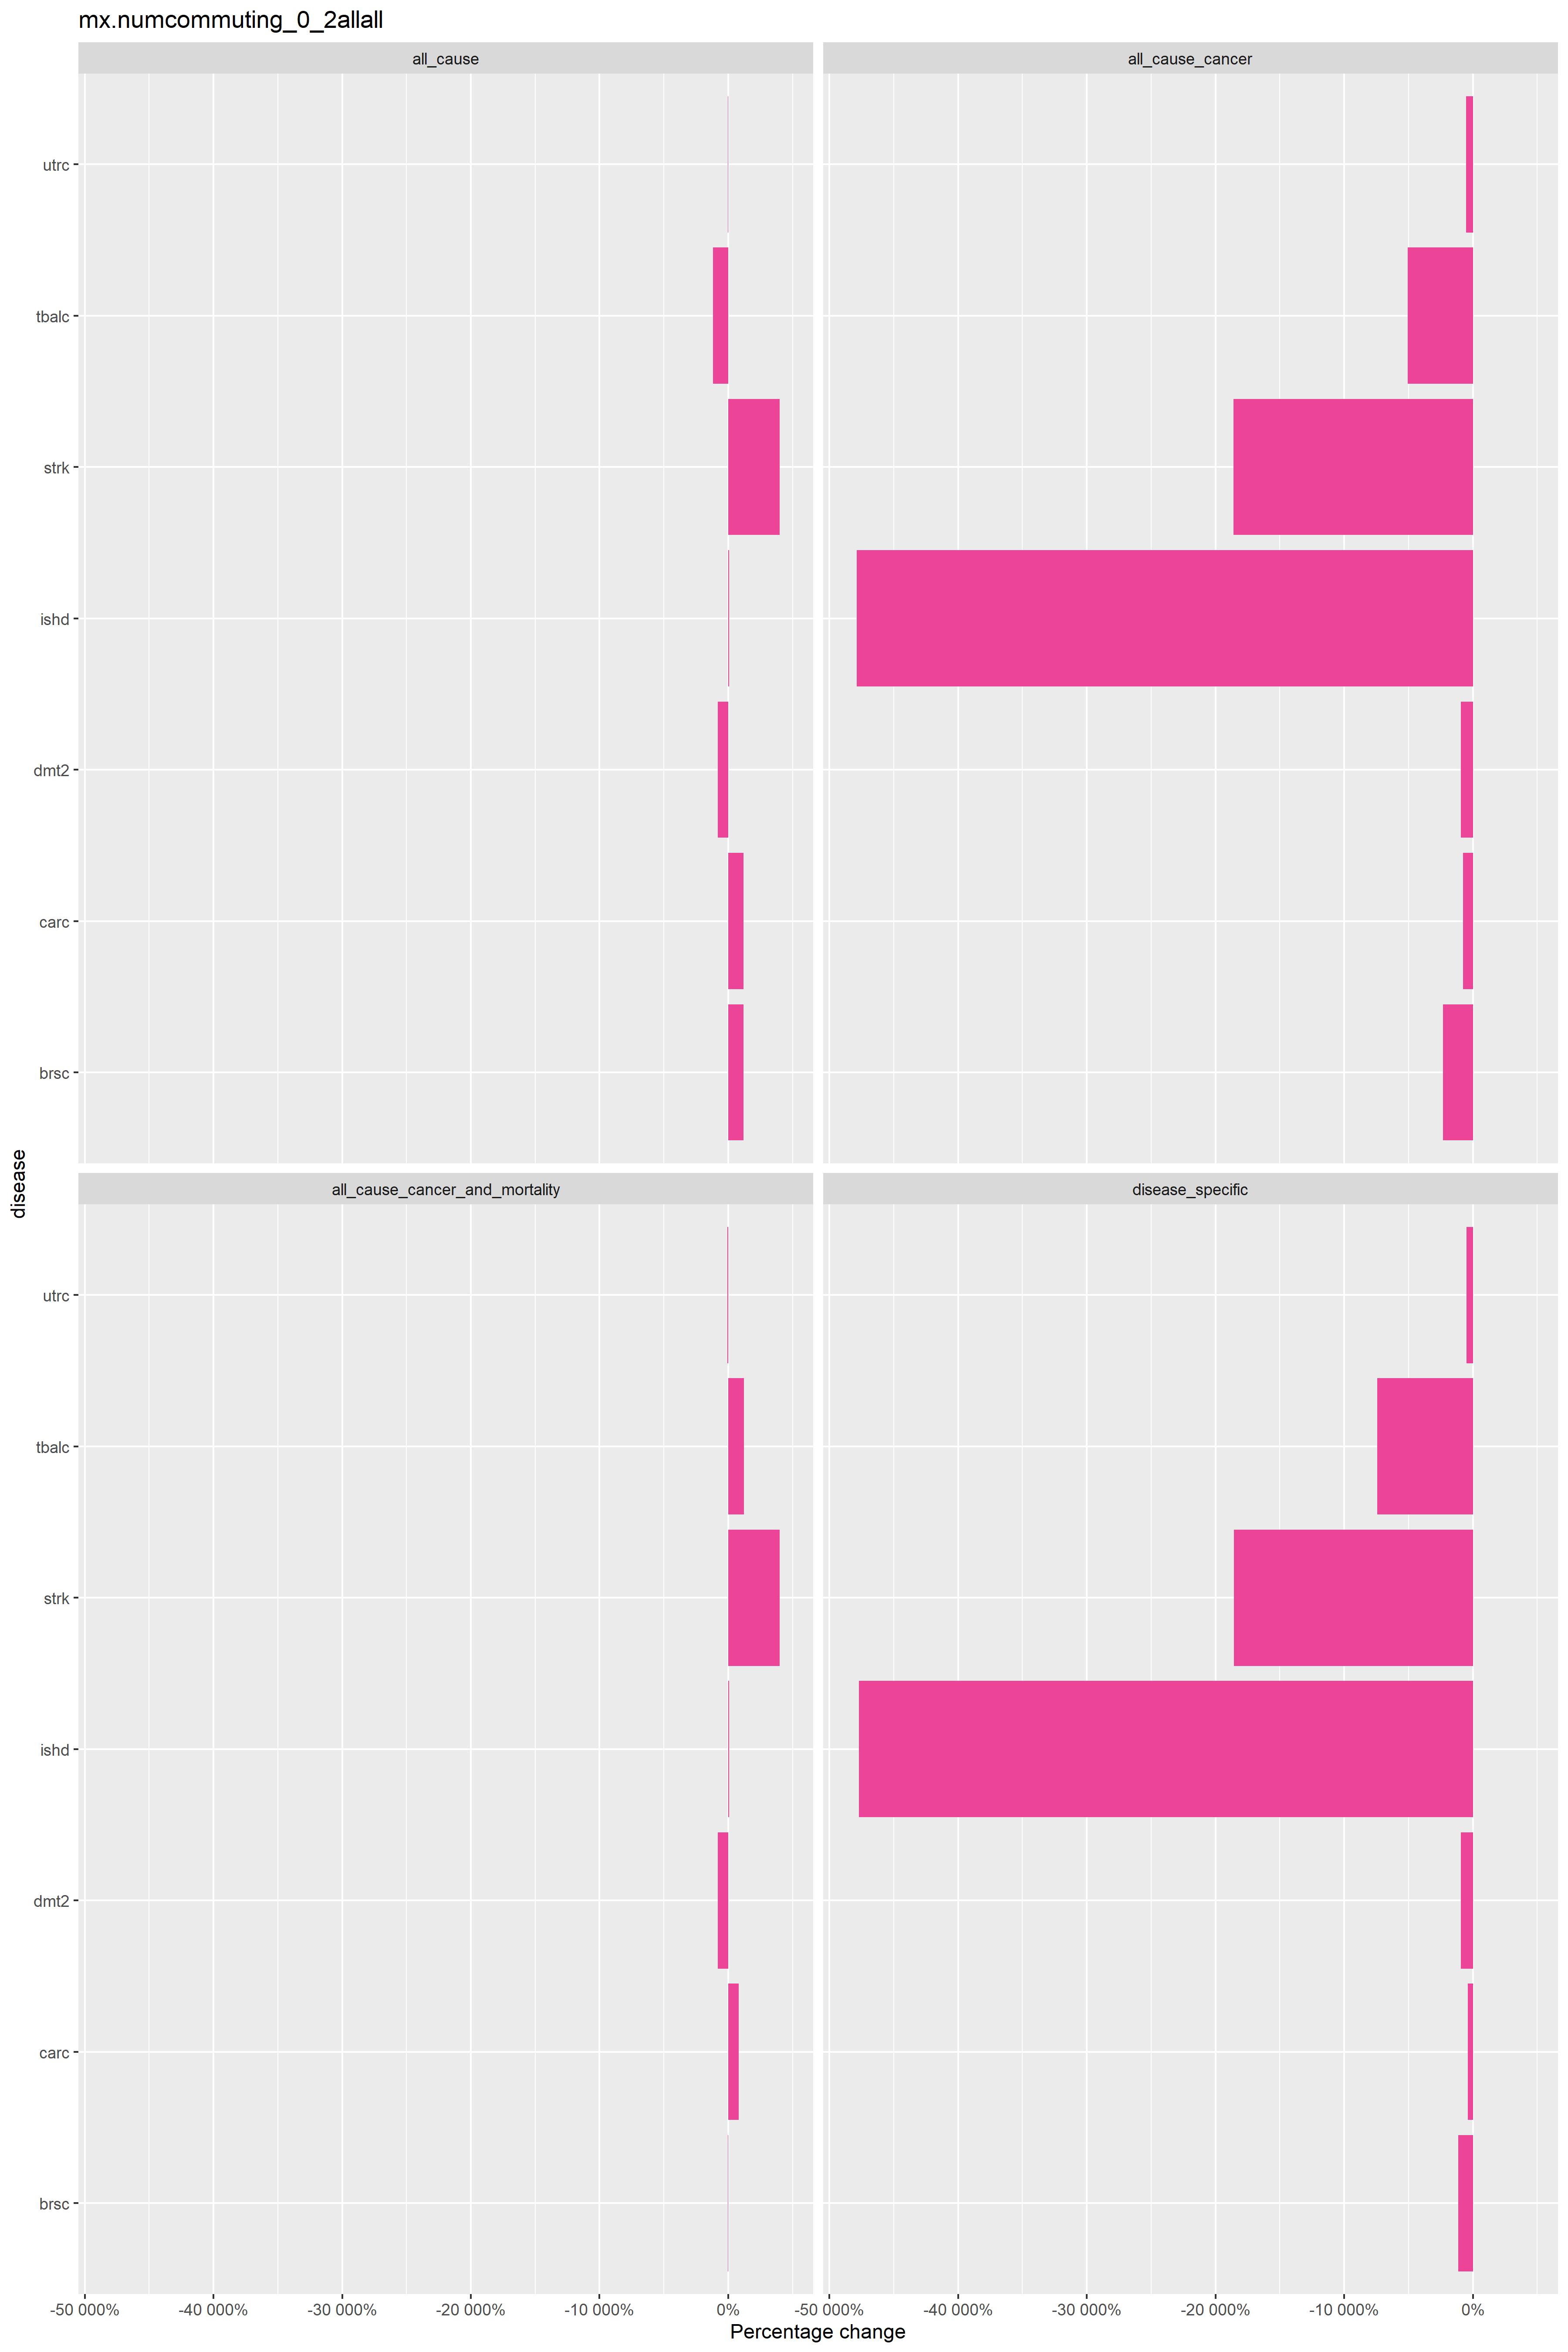 mx.numcommuting_0_2allall
all_cause
all_cause_cancer
utrc
tbalc
strk
ishd
dmt2
carc
brsc
disease
all_cause_cancer_and_mortality
disease_specific
utrc
tbalc
strk
ishd
dmt2
carc
brsc
-50 000% -40 000% -30 000% -20 000% -10 000% 0% -50 000% -40 000% -30 000% -20 000% -10 000% 0%
Percentage change